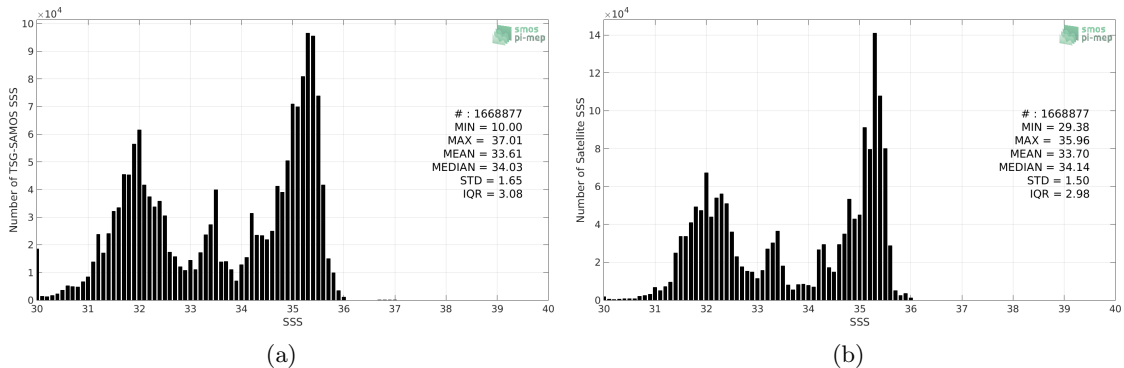 ×10⁴
10
9
8
7
6
5
4
3
2
1
0
Number of TSG-SAMOS SSS
30 31 32 33 34 35 36 37 38 39 40
SSS
smos
pi-mep
# : 1668877
MIN = 10.00
MAX = 37.01
MEAN = 33.61
MEDIAN = 34.03
STD = 1.65
IQR = 3.08
(a)
×10⁴
14
12
10
8
6
4
2
0
Number of Satellite SSS
30 31 32 33 34 35 36 37 38 39 40
SSS
smos
pi-mep
# : 1668877
MIN = 29.38
MAX = 35.96
MEAN = 33.70
MEDIAN = 34.14
STD = 1.50
IQR = 2.98
(b)